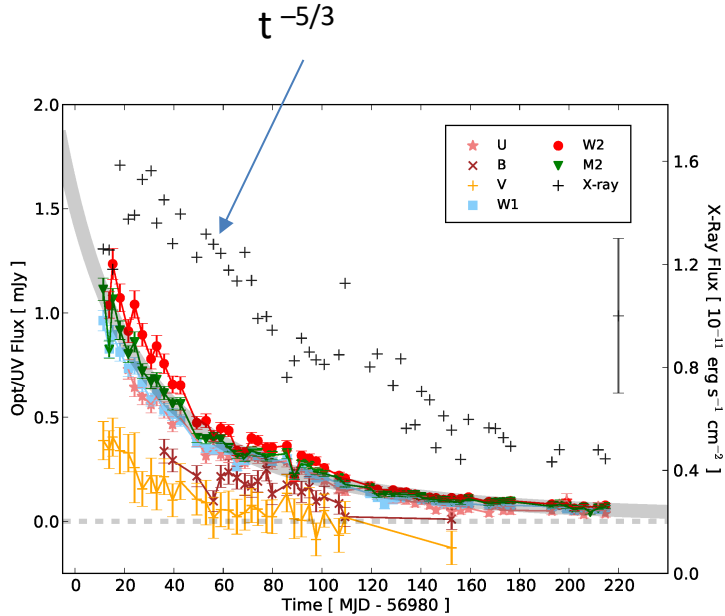 t⁻⁵/³
2.0
1.5
1.0
0.5
0.0
Opt/UV Flux [ mJy ]
U
B
V
W1
W2
M2
X-ray
1.6
1.2
0.8
0.4
0.0
X-Ray Flux [ 10⁻¹¹ erg s⁻¹ cm⁻² ]
0 20 40 60 80 100 120 140 160 180 200 220
Time [ MJD - 56980 ]